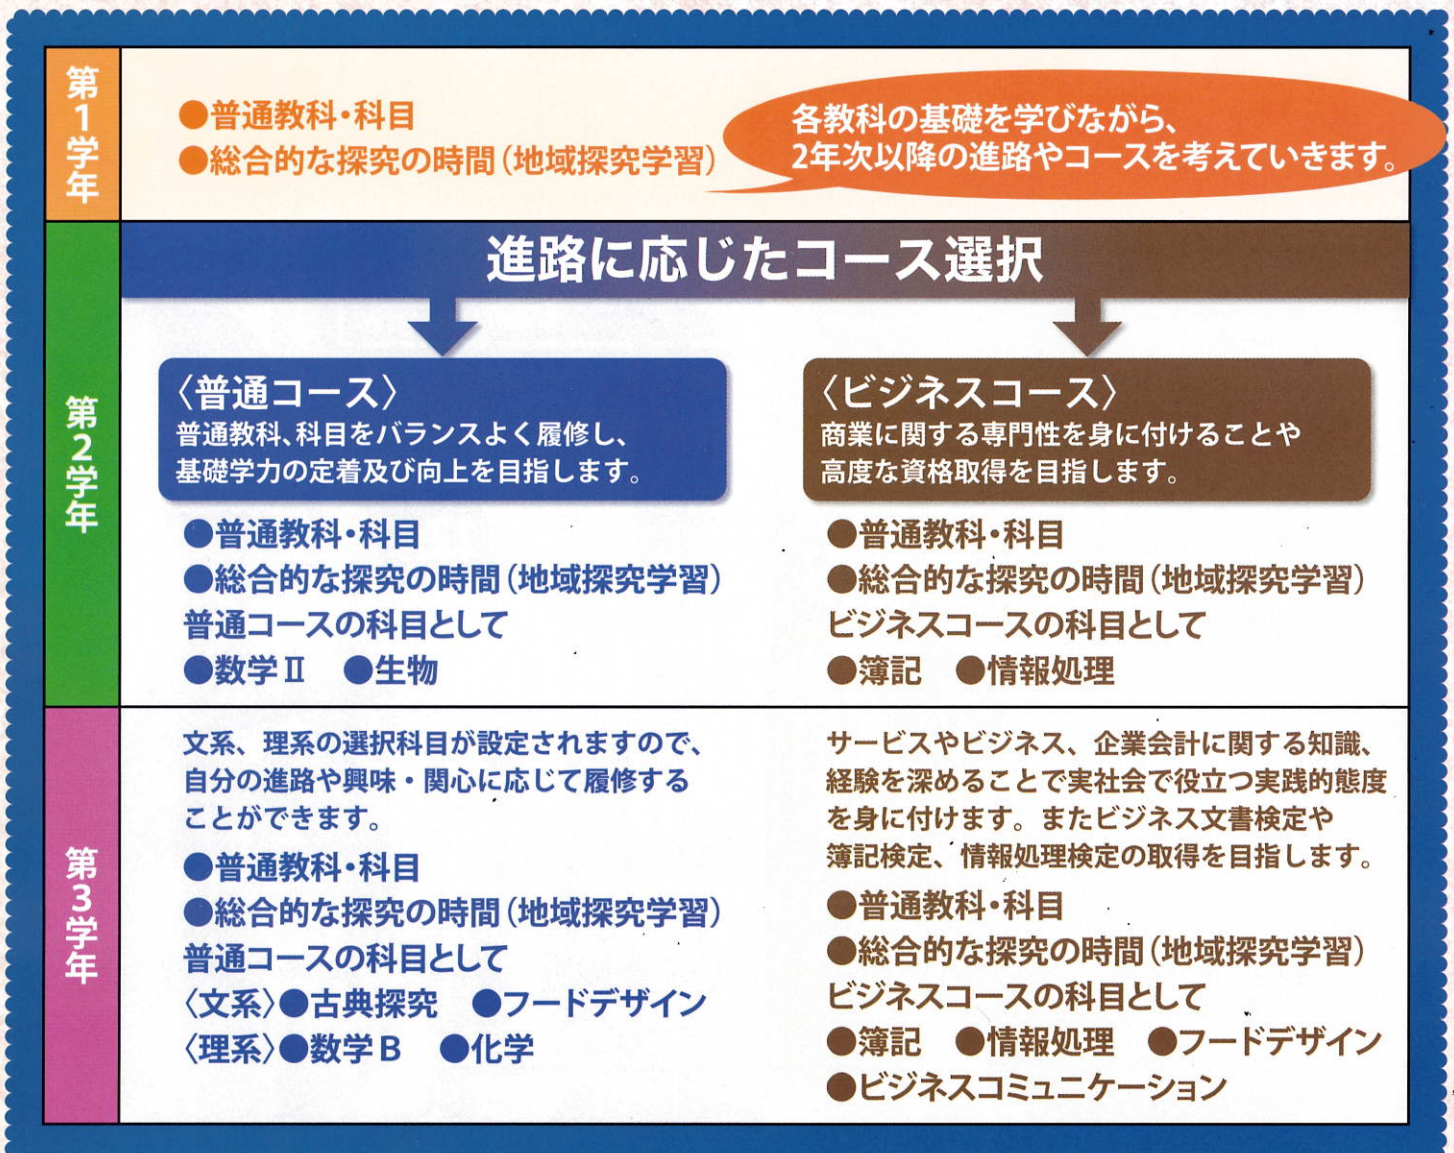 第1学年
●普通教科・科目
●総合的な探究の時間(地域探究学習)
各教科の基礎を学びながら、
2年次以降の進路やコースを考えていきます。
第2学年
進路に応じたコース選択
〈普通コース〉
普通教科、科目をバランスよく履修し、
基礎学力の定着及び向上を目指します。
●普通教科・科目
●総合的な探究の時間(地域探究学習)
普通コースの科目として
●数学Ⅱ ●生物
〈ビジネスコース〉
商業に関する専門性を身に付けることや
高度な資格取得を目指します。
●普通教科・科目
●総合的な探究の時間(地域探究学習)
ビジネスコースの科目として
●簿記 ●情報処理
第3学年
文系、理系の選択科目が設定されますので、
自分の進路や興味・関心に応じて履修する
ことができます。
●普通教科・科目
●総合的な探究の時間(地域探究学習)
普通コースの科目として
〈文系〉●古典探究 ●フードデザイン
〈理系〉●数学B ●化学
サービスやビジネス、企業会計に関する知識、
経験を深めることで実社会で役立つ実践的態度
を身に付けます。またビジネス文書検定や
簿記検定、情報処理検定の取得を目指します。
●普通教科・科目
●総合的な探究の時間(地域探究学習)
ビジネスコースの科目として
●簿記 ●情報処理 ●フードデザイン
●ビジネスコミュニケーション